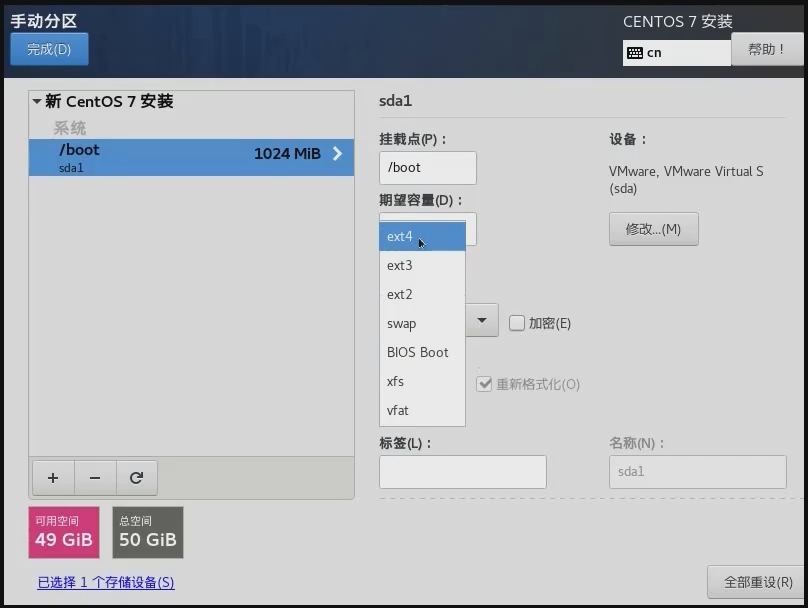 手动分区
CENTOS 7 安装
完成(D)
cn
帮助！
新 CentOS 7 安装
系统
/boot
1024 MiB
sda1
sda1
挂载点(P)：
设备：
/boot
VMware, VMware Virtual S
(sda)
期望容量(D)：
修改...(M)
ext4
ext3
ext2
swap
加密(E)
BIOS Boot
xfs
重新格式化(O)
vfat
标签(L)：
名称(N)：
sda1
+
−
可用空间
49 GiB
总空间
50 GiB
已选择 1 个存储设备(S)
全部重设(R)